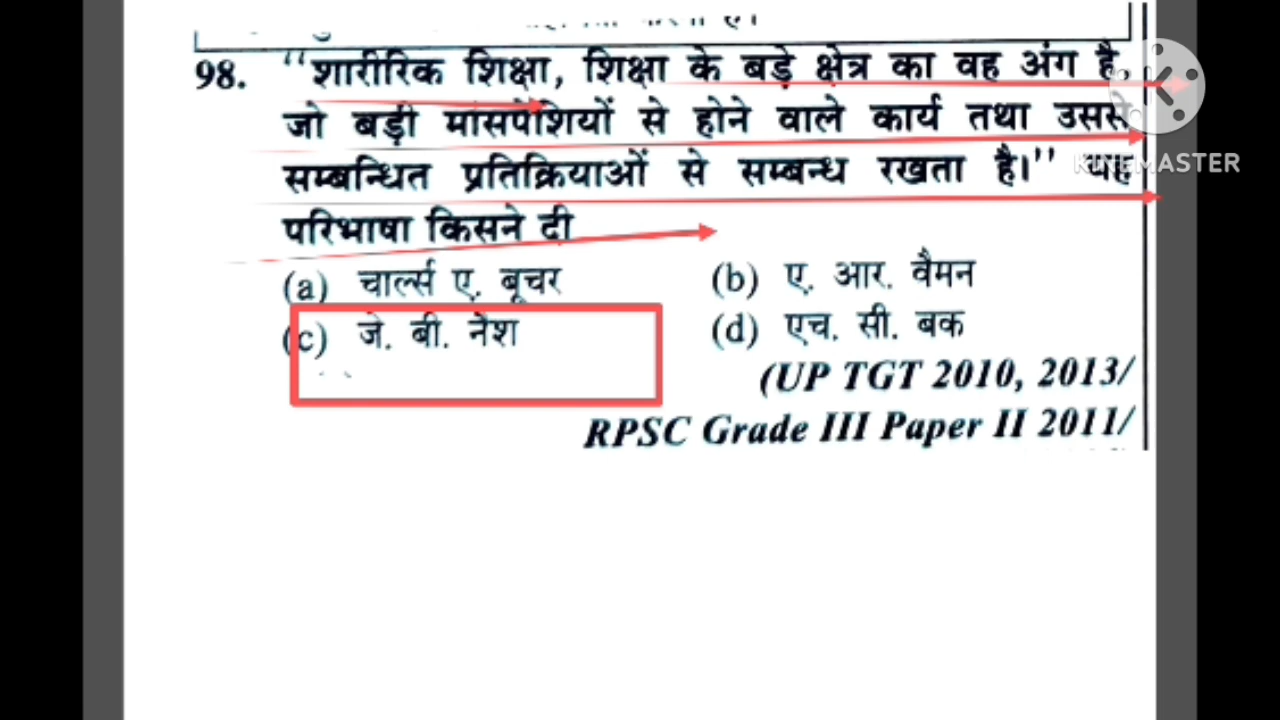 98. "शारीरिक शिक्षा, शिक्षा के बड़े क्षेत्र का वह अंग है,
जो बड़ी मांसपेशियों से होने वाले कार्य तथा उससे
सम्बन्धित प्रतिक्रियाओं से सम्बन्ध रखता है।" यह
KINEMASTER
परिभाषा किसने दी
(a) चार्ल्स ए. बूचर (b) ए. आर. वैमन
(c) जे. बी. नेश (d) एच. सी. बक
(UP TGT 2010, 2013/
RPSC Grade III Paper II 2011/